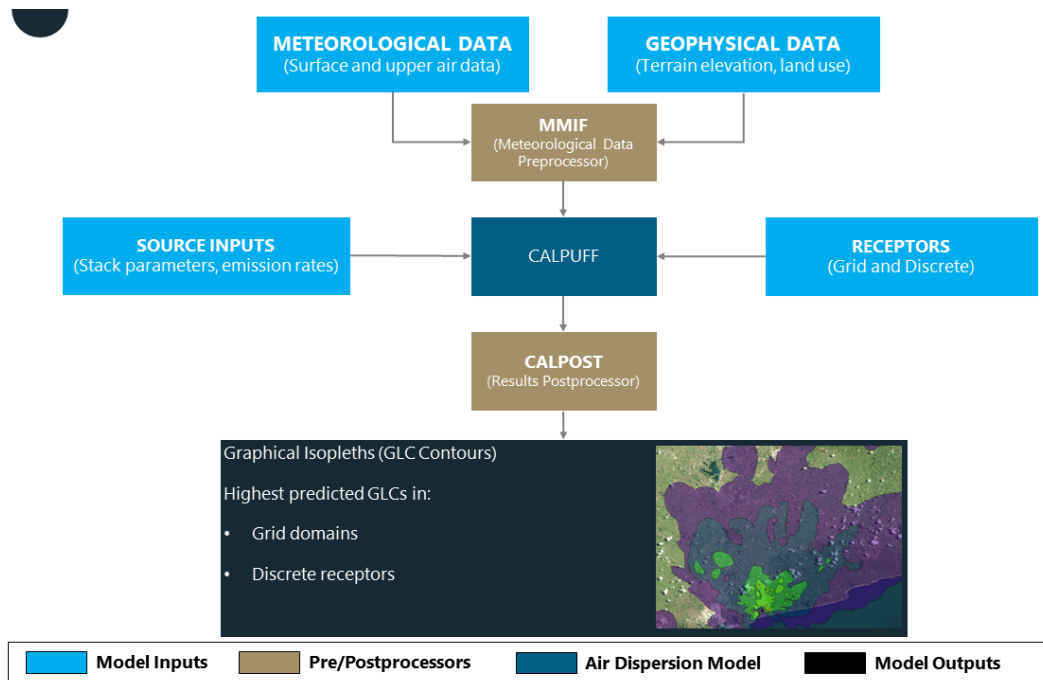 METEOROLOGICAL DATA
(Surface and upper air data)
GEOPHYSICAL DATA
(Terrain elevation, land use)
MMIF
(Meteorological Data
Preprocessor)
SOURCE INPUTS
(Stack parameters, emission rates)
CALPUFF
RECEPTORS
(Grid and Discrete)
CALPOST
(Results Postprocessor)
Graphical Isopleths (GLC Contours)
Highest predicted GLCs in:
• Grid domains
• Discrete receptors
Model Inputs
Pre/Postprocessors
Air Dispersion Model
Model Outputs